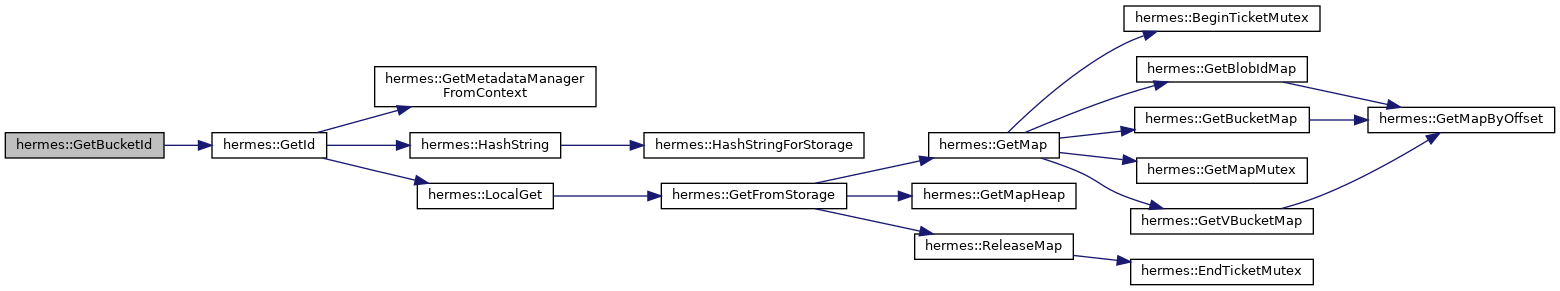 hermes::GetBucketId
hermes::GetId
hermes::GetMetadataManager
FromContext
hermes::HashString
hermes::LocalGet
hermes::HashStringForStorage
hermes::GetFromStorage
hermes::GetMap
hermes::GetMapHeap
hermes::ReleaseMap
hermes::BeginTicketMutex
hermes::GetBlobIdMap
hermes::GetBucketMap
hermes::GetMapMutex
hermes::GetVBucketMap
hermes::EndTicketMutex
hermes::GetMapByOffset